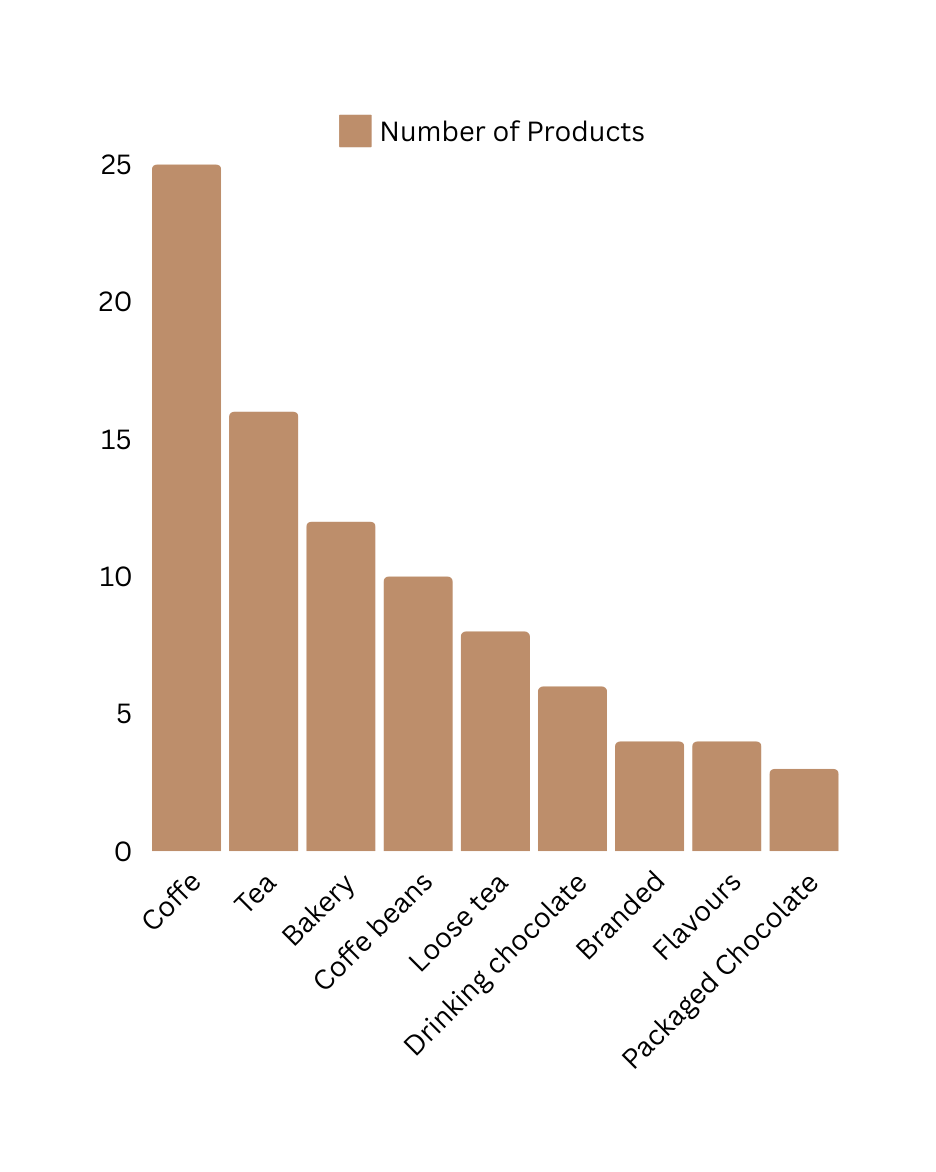 Number of Products
25
20
15
10
5
0
Coffe
Tea
Bakery
Coffe beans
Loose tea
Drinking chocolate
Branded
Flavours
Packaged Chocolate